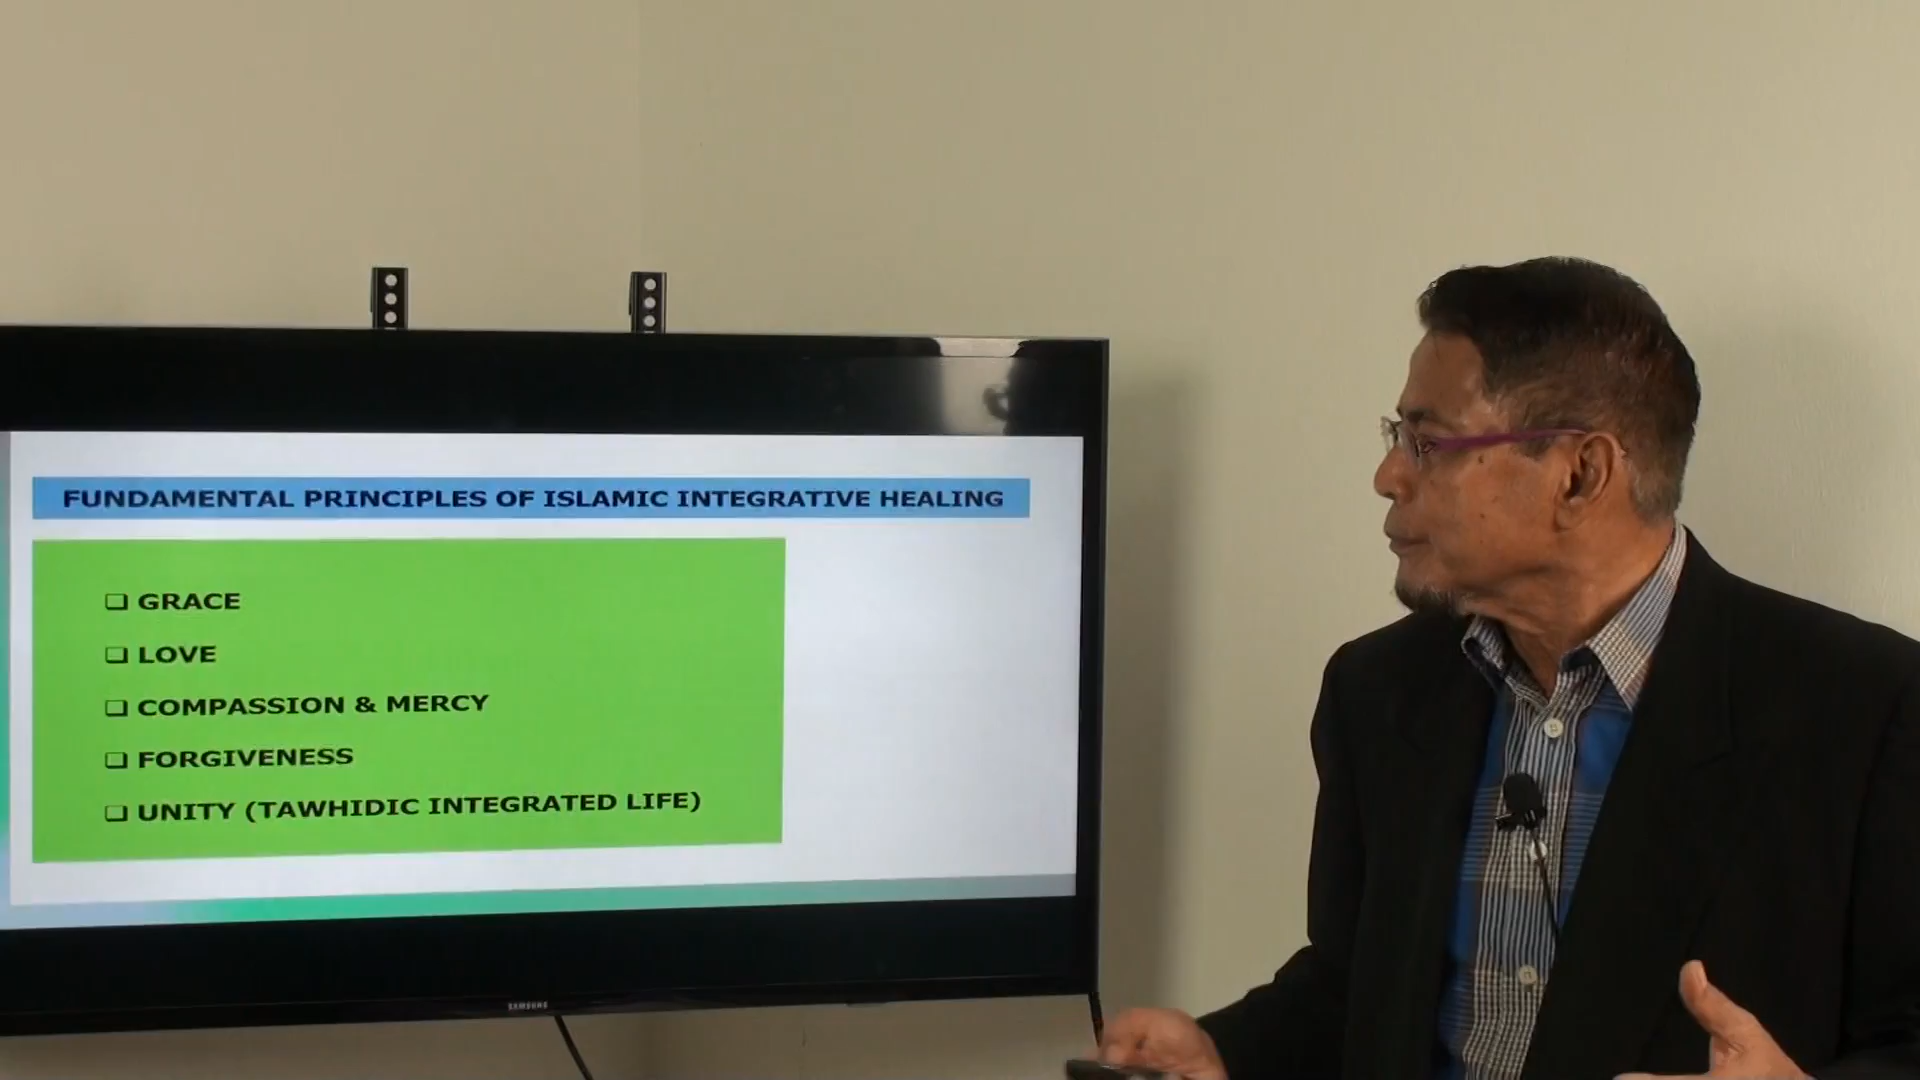 FUNDAMENTAL PRINCIPLES OF ISLAMIC INTEGRATIVE HEALING
❑ GRACE
❑ LOVE
❑ COMPASSION & MERCY
❑ FORGIVENESS
❑ UNITY (TAWHIDIC INTEGRATED LIFE)
SAMSUNG